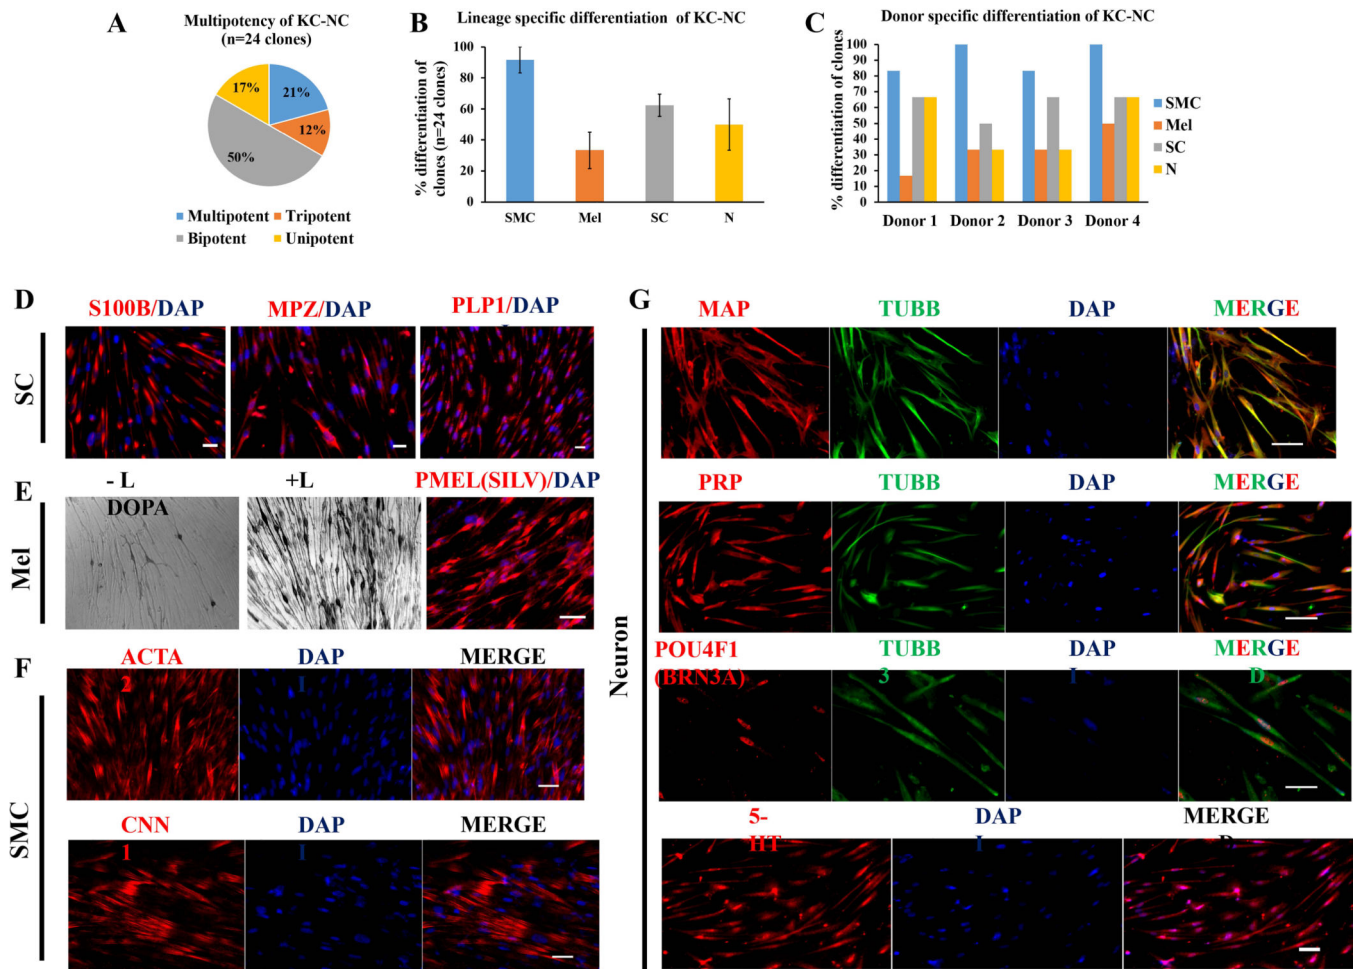 A
Multipotency of KC-NC
(n=24 clones)
17%
21%
12%
50%
Multipotent
Tripotent
Bipotent
Unipotent
B
Lineage specific differentiation of KC-NC
% differentiation of
clones (n=24 clones)
100
80
60
40
20
0
SMC
Mel
SC
N
C
Donor specific differentiation of KC-NC
% differentiation of clones
100
90
80
70
60
50
40
30
20
10
0
Donor 1
Donor 2
Donor 3
Donor 4
SMC
Mel
SC
N
D
SC
S100B/DAP
MPZ/DAP
PLP1/DAP
E
Mel
- L
DOPA
+L
PMEL(SILV)/DAP
F
SMC
ACTA
2
DAP
I
MERGE
CNN
1
DAP
I
MERGE
G
Neuron
MAP
TUBB
DAP
MERGE
PRP
TUBB
DAP
MERGE
POU4F1
(BRN3A)
TUBB
3
DAP
I
MERGE
D
5-
HT
DAP
I
MERGE
D